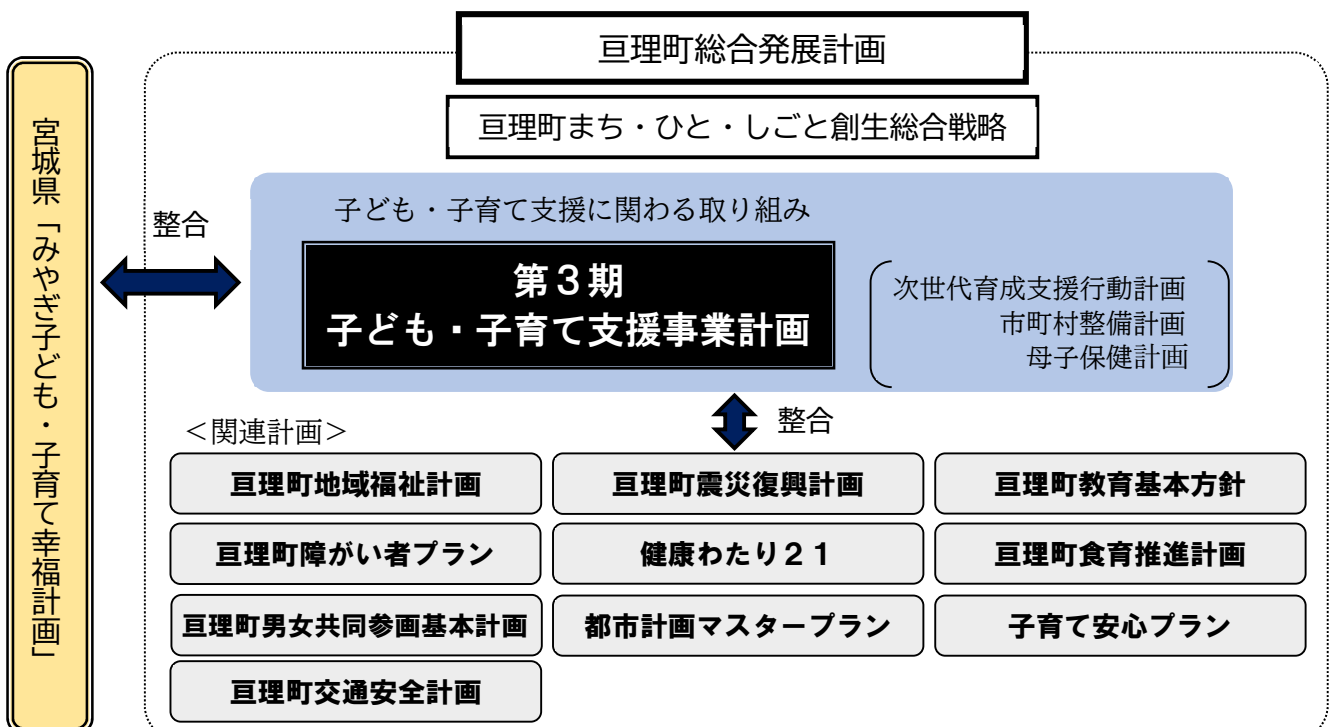 亘理町総合発展計画
亘理町まち・ひと・しごと創生総合戦略
宮城県「みやぎ子ども・子育て幸福計画」
整合
子ども・子育て支援に関わる取り組み
第３期
子ども・子育て支援事業計画
次世代育成支援行動計画
市町村整備計画
母子保健計画
整合
＜関連計画＞
亘理町地域福祉計画
亘理町震災復興計画
亘理町教育基本方針
亘理町障がい者プラン
健康わたり２１
亘理町食育推進計画
亘理町男女共同参画基本計画
都市計画マスタープラン
子育て安心プラン
亘理町交通安全計画